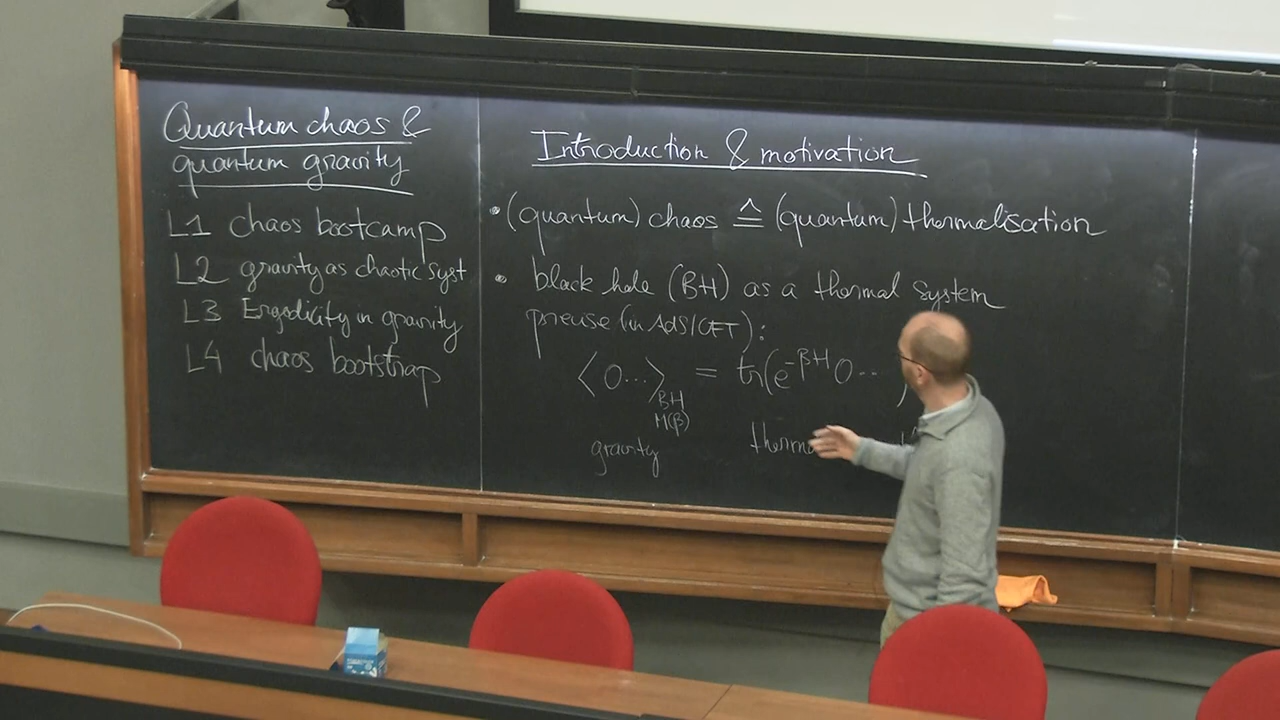 Quantum chaos &
quantum gravity
L1 chaos bootcamp
L2 gravity as chaotic syst
L3 Ergodicity in gravity
L4 chaos bootstrap
Introduction & motivation
• (quantum) chaos ≙ (quantum) thermalisation
• black hole (BH) as a thermal system
precise (in AdS/CFT):
⟨O...⟩ BH M(β) = tr(e^-βH O... )
gravity